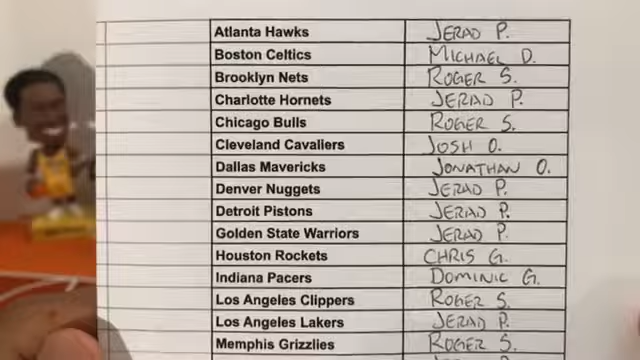 Atlanta Hawks JERAD P.
Boston Celtics MICHAEL D.
Brooklyn Nets ROGER S.
Charlotte Hornets JERAD P.
Chicago Bulls ROGER S.
Cleveland Cavaliers JOSH O.
Dallas Mavericks JONATHAN O.
Denver Nuggets JERAD P.
Detroit Pistons JERAD P.
Golden State Warriors JERAD P.
Houston Rockets CHRIS G.
Indiana Pacers DOMINIC G.
Los Angeles Clippers ROGER S.
Los Angeles Lakers JERAD P.
Memphis Grizzlies ROGER S.